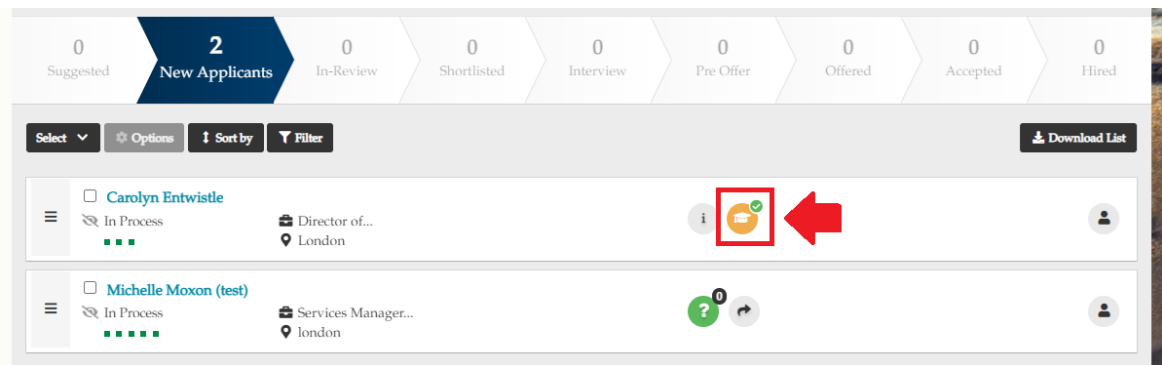 0
Suggested
2
New Applicants
0
In-Review
0
Shortlisted
0
Interview
0
Pre Offer
0
Offered
0
Accepted
0
Hired
Select
Options
Sort by
Filter
Download List
Carolyn Entwistle
In Process
Director of...
London
i
Michelle Moxon (test)
In Process
Services Manager...
london
?
0